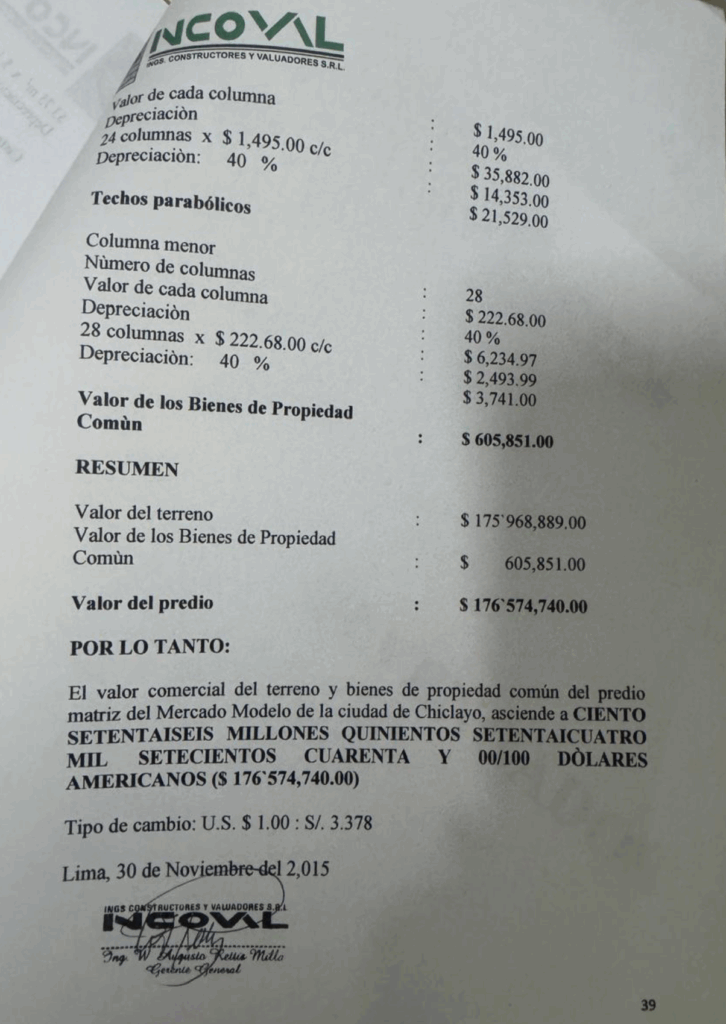 INCOVAL
INGS. CONSTRUCTORES Y VALUADORES S.R.L.
Valor de cada columna : $ 1,495.00
Depreciaciòn : 40 %
24 columnas x $ 1,495.00 c/c : $ 35,882.00
Depreciaciòn: 40 % : $ 14,353.00
$ 21,529.00
Techos parabólicos
Columna menor
Nùmero de columnas : 28
Valor de cada columna : $ 222.68.00
Depreciaciòn : 40 %
28 columnas x $ 222.68.00 c/c : $ 6,234.97
Depreciaciòn: 40 % : $ 2,493.99
$ 3,741.00
Valor de los Bienes de Propiedad
Comùn : $ 605,851.00
RESUMEN
Valor del terreno : $ 175`968,889.00
Valor de los Bienes de Propiedad
Comùn : $ 605,851.00
Valor del predio : $ 176`574,740.00
POR LO TANTO:
El valor comercial del terreno y bienes de propiedad común del predio
matriz del Mercado Modelo de la ciudad de Chiclayo, asciende a CIENTO
SETENTAISEIS MILLONES QUINIENTOS SETENTAICUATRO
MIL SETECIENTOS CUARENTA Y 00/100 DÒLARES
AMERICANOS ($ 176`574,740.00)
Tipo de cambio: U.S. $ 1.00 : S/. 3.378
Lima, 30 de Noviembre del 2,015
INGS CONSTRUCTORES Y VALUADORES S.R.L
INCOVAL
Ing. W Augusto Rettis Milla
Gerente General
39